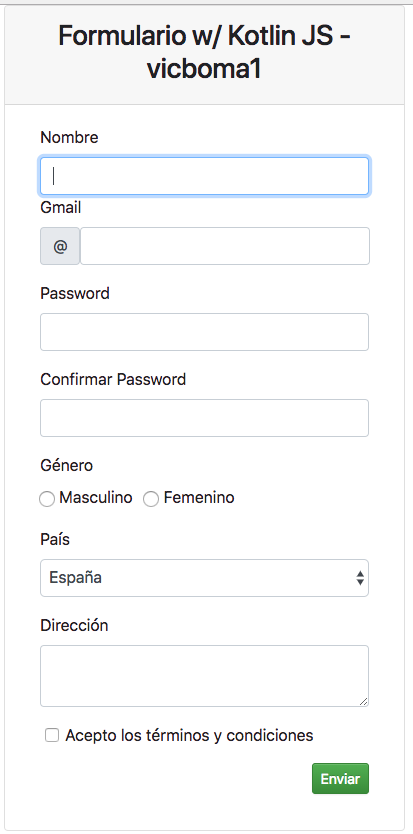 Formulario w/ Kotlin JS -
vicboma1
Nombre
Gmail
@
Password
Confirmar Password
Género
Masculino Femenino
País
España
Dirección
Acepto los términos y condiciones
Enviar